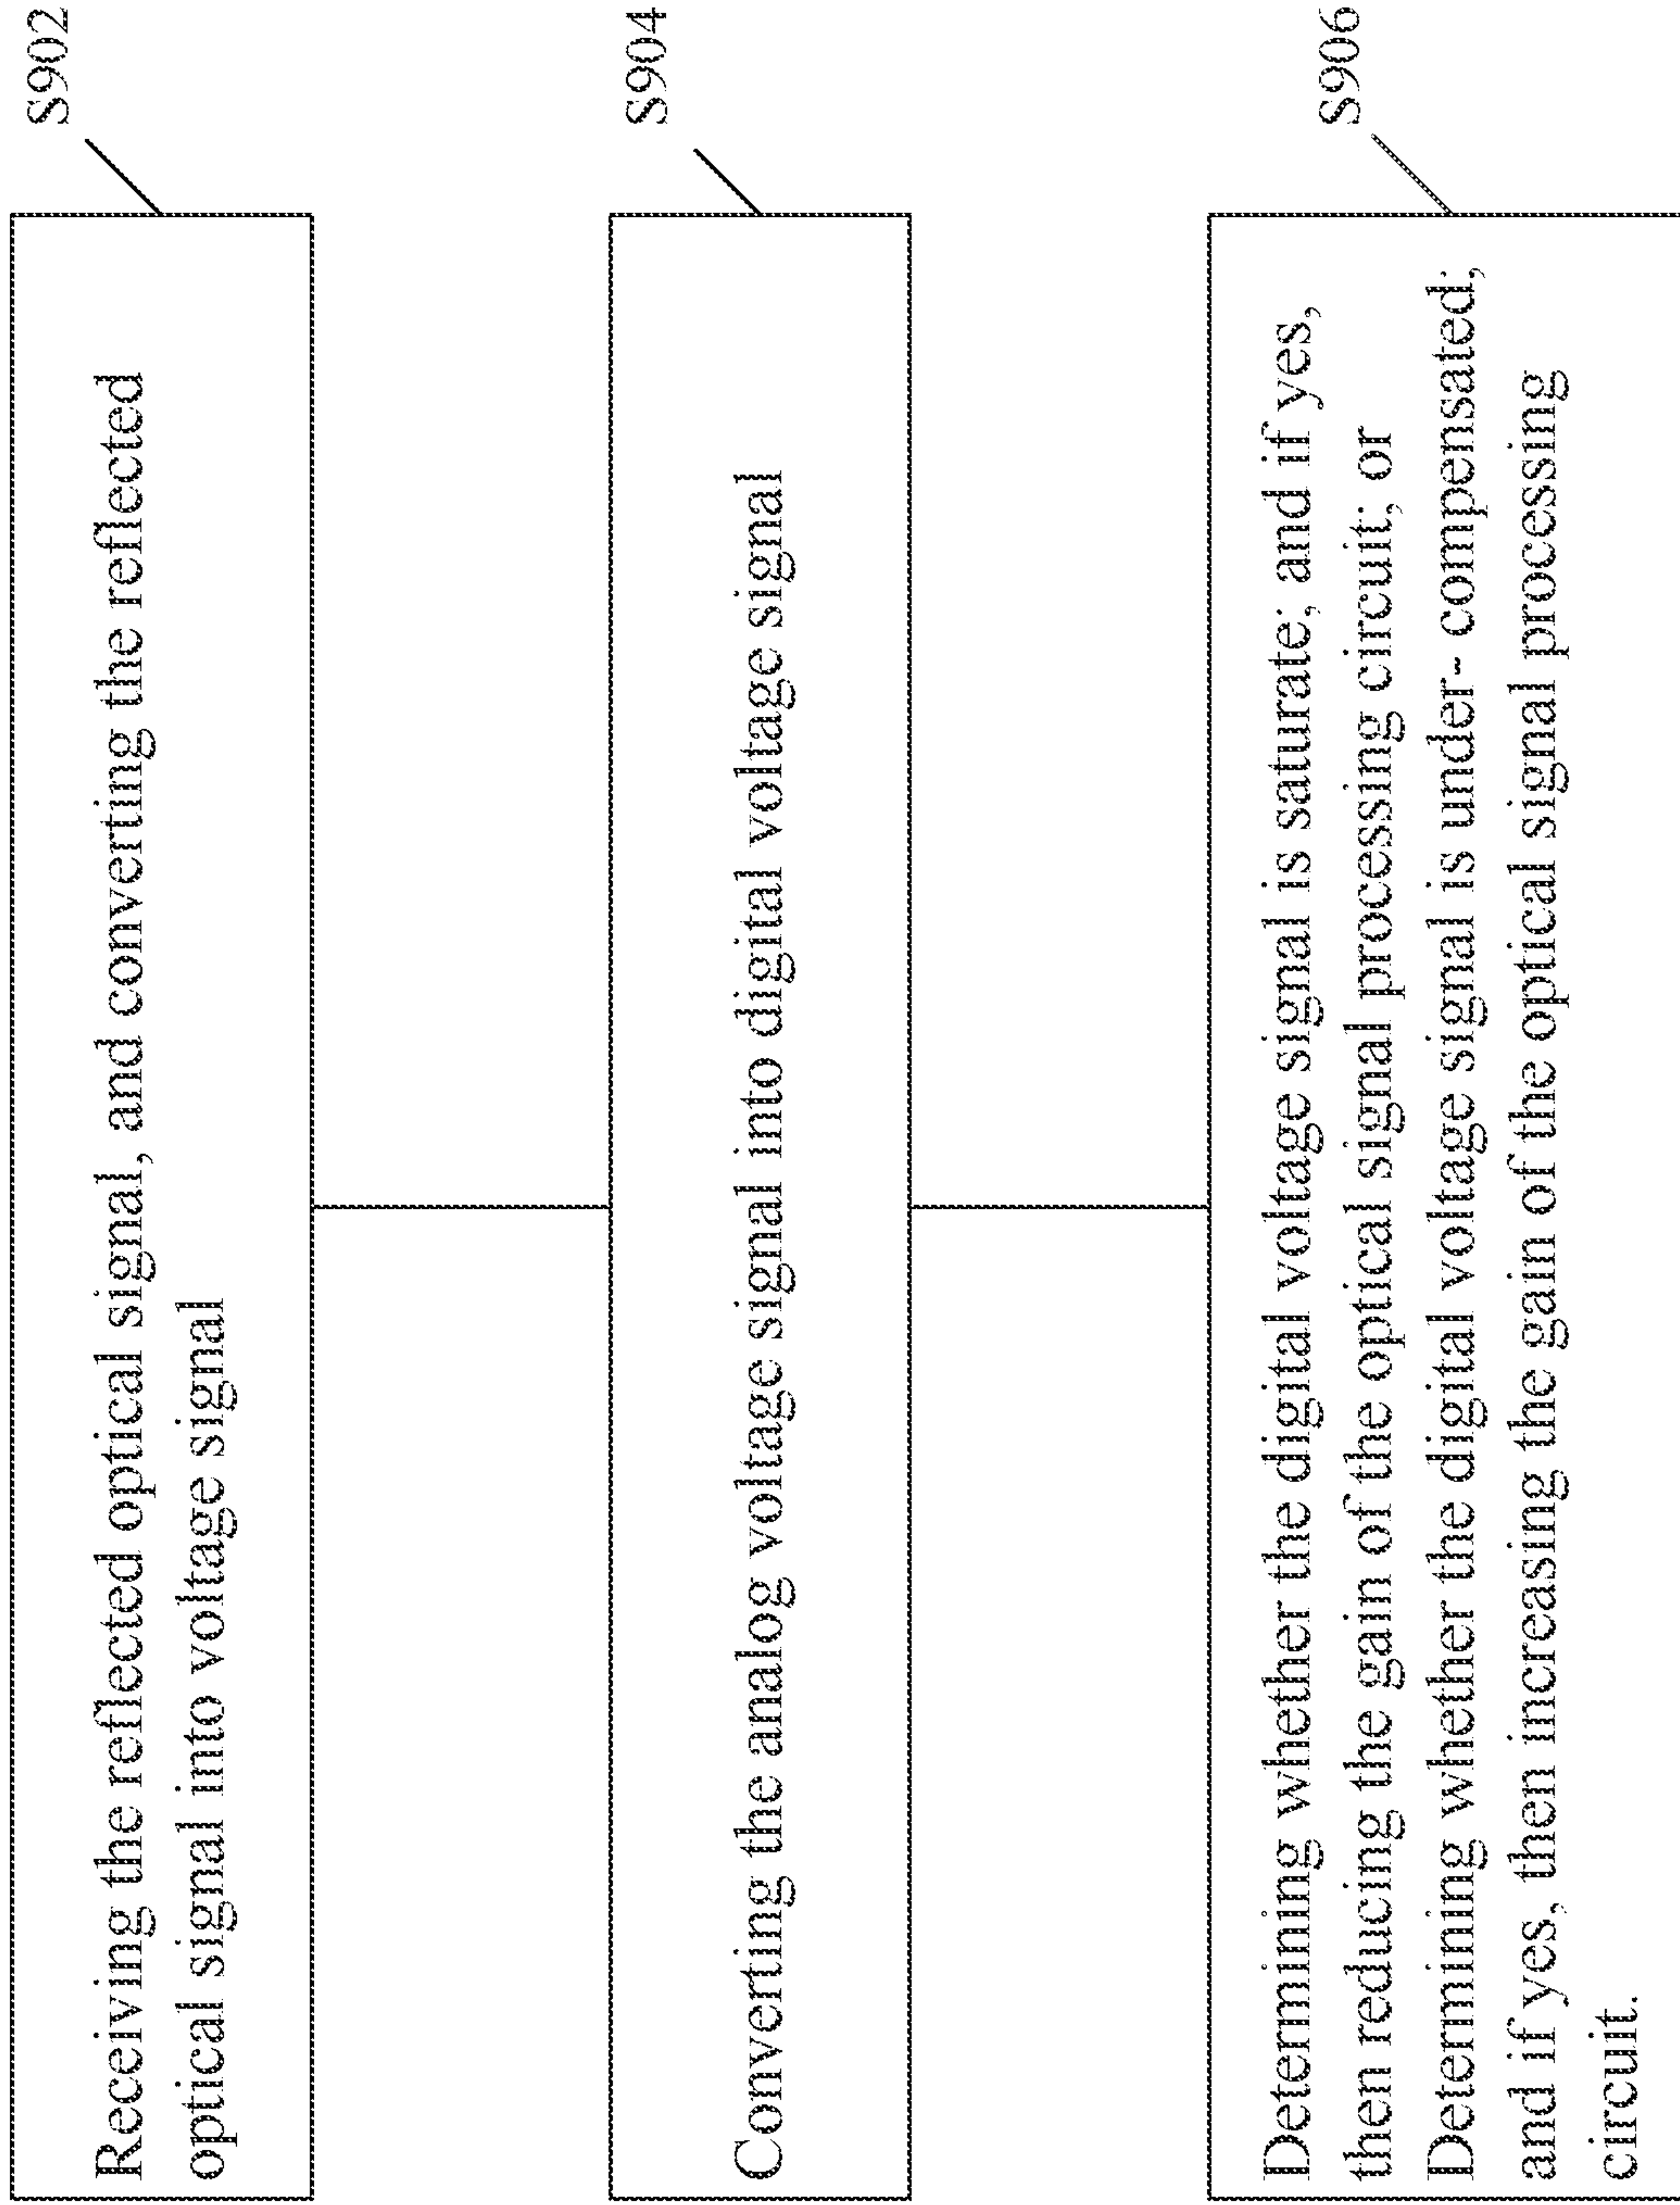 Receiving the reflected optical signal, and converting the reflected
optical signal into voltage signal
S902
Converting the analog voltage signal into digital voltage signal
S904
Determining whether the digital voltage signal is saturate; and if yes,
then reducing the gain of the optical signal processing circuit; or
Determining whether the digital voltage signal is under- compensated;
and if yes, then increasing the gain of the optical signal processing
circuit.
S906